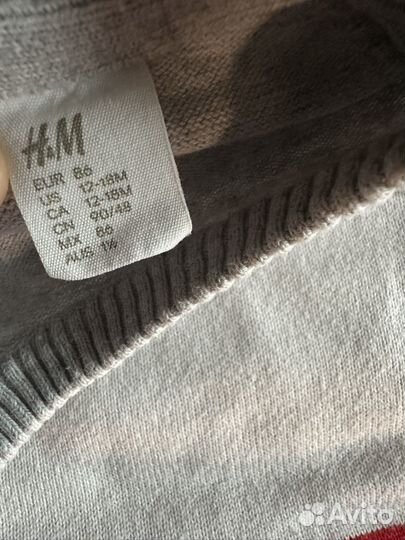 H&M
EUR 86
US 12-18M
CA 12-18M
CN 90/48
MX 86
AUS 1½
Avito